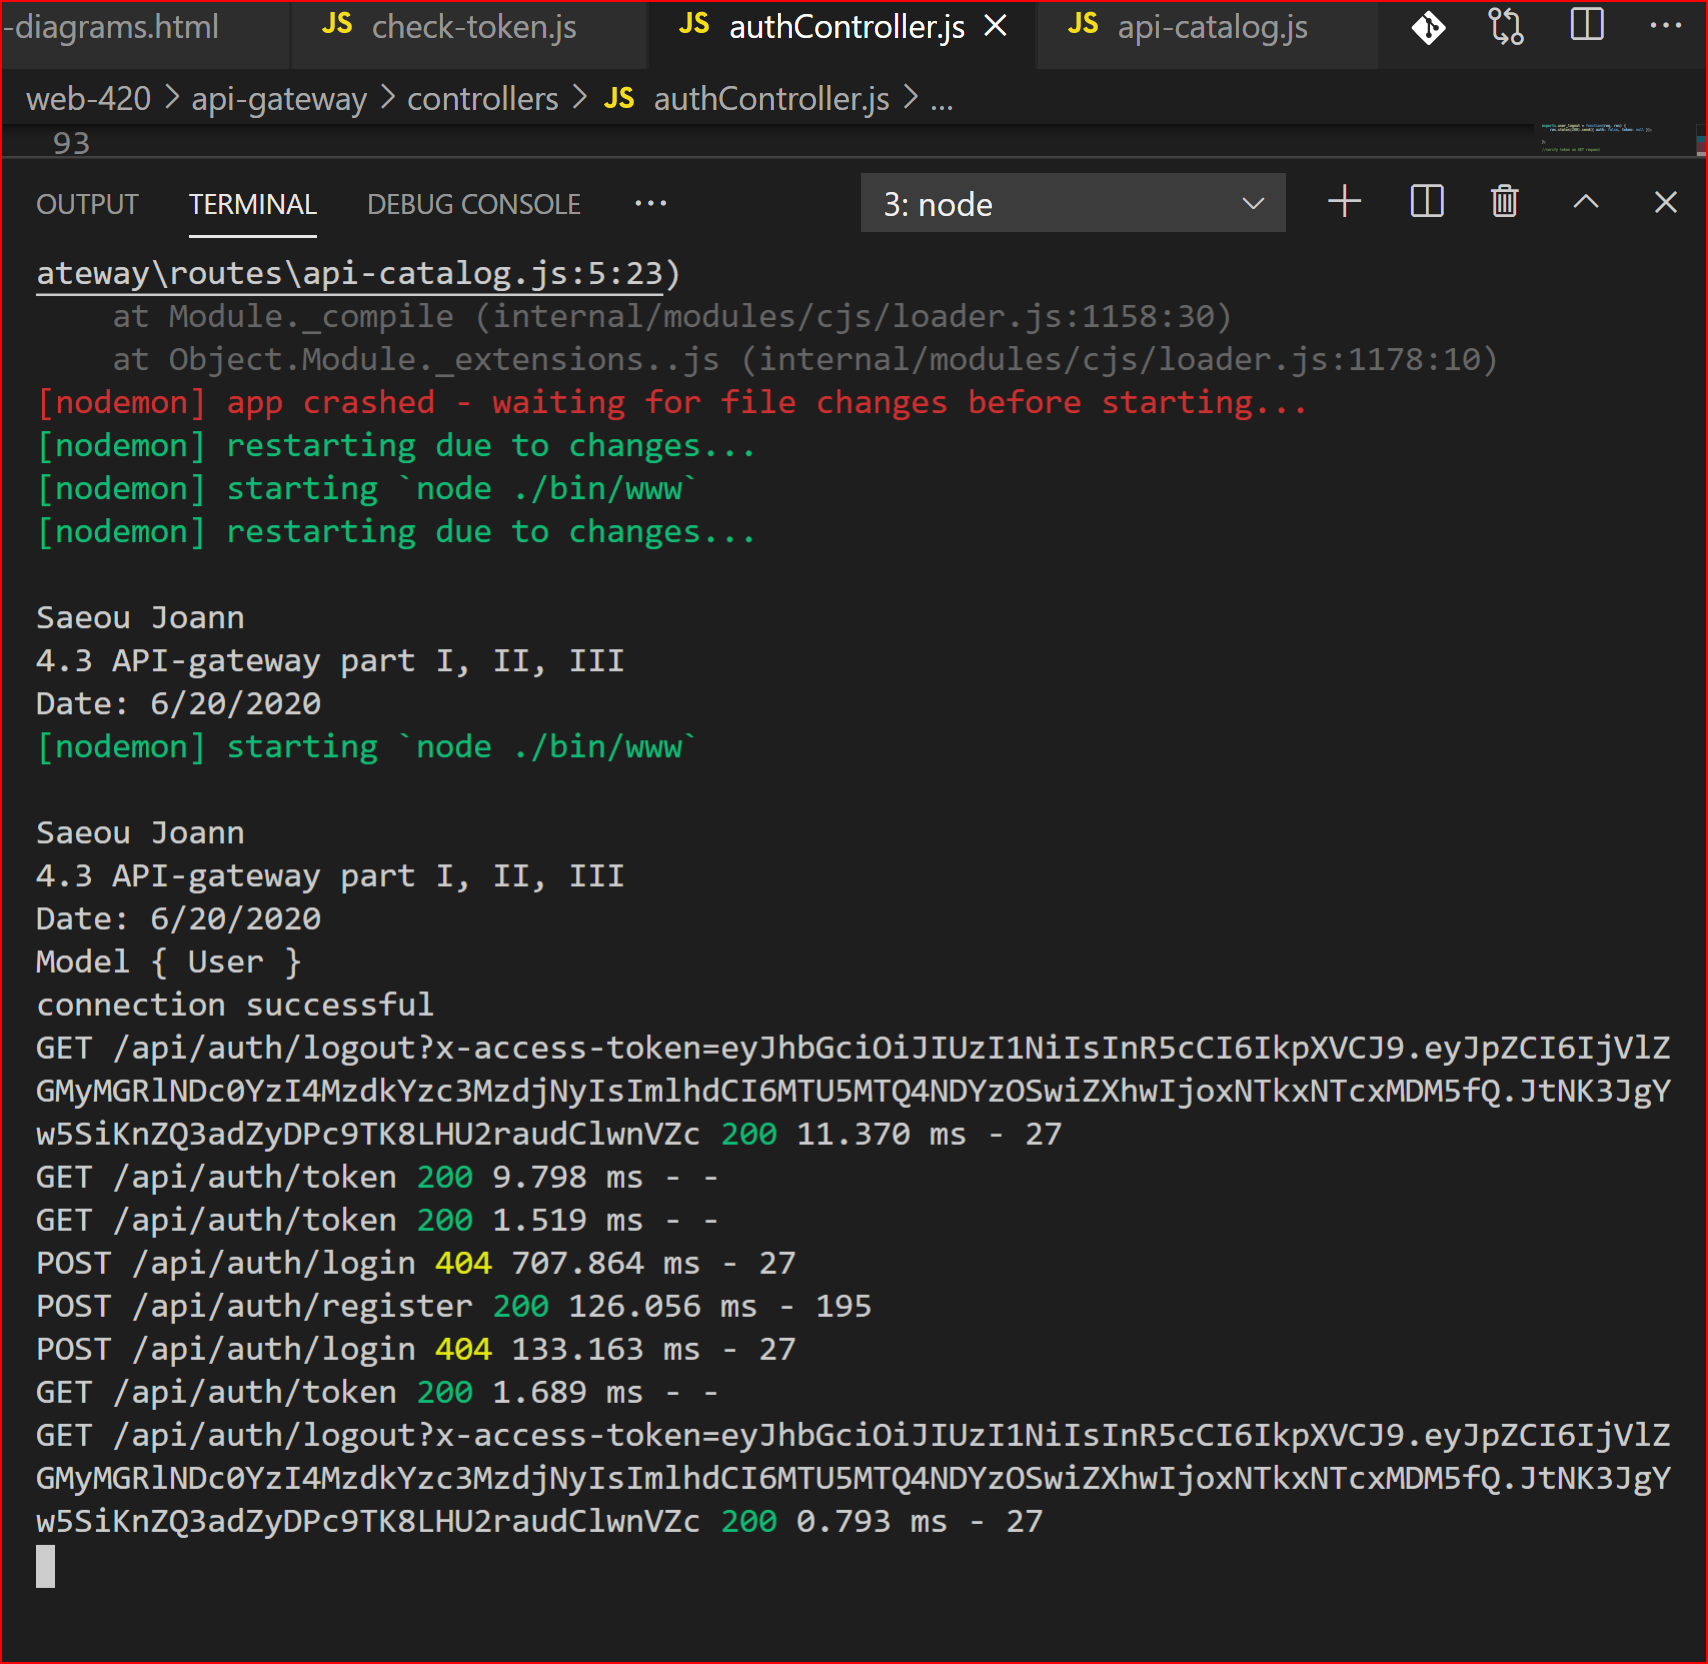 -diagrams.html JS check-token.js JS authController.js JS api-catalog.js ...
web-420 > api-gateway > controllers > JS authController.js > ...
93
OUTPUT TERMINAL DEBUG CONSOLE ... 3: node
ateway\routes\api-catalog.js:5:23)
    at Module._compile (internal/modules/cjs/loader.js:1158:30)
    at Object.Module._extensions..js (internal/modules/cjs/loader.js:1178:10)
[nodemon] app crashed - waiting for file changes before starting...
[nodemon] restarting due to changes...
[nodemon] starting `node ./bin/www`
[nodemon] restarting due to changes...
Saeou Joann
4.3 API-gateway part I, II, III
Date: 6/20/2020
[nodemon] starting `node ./bin/www`
Saeou Joann
4.3 API-gateway part I, II, III
Date: 6/20/2020
Model { User }
connection successful
GET /api/auth/logout?x-access-token=eyJhbGciOiJIUzI1NiIsInR5cCI6IkpXVCJ9.eyJpZCI6IjVlZ
GMyMGRlNDc0YzI4MzdkYzc3MzdjNyIsImlhdCI6MTU5MTQ4NDYzOSwiZXhwIjoxNTkxNTcxMDM5fQ.JtNK3JgY
w5SiKnZQ3adZyDPc9TK8LHU2raudClwnVZc 200 11.370 ms - 27
GET /api/auth/token 200 9.798 ms - -
GET /api/auth/token 200 1.519 ms - -
POST /api/auth/login 404 707.864 ms - 27
POST /api/auth/register 200 126.056 ms - 195
POST /api/auth/login 404 133.163 ms - 27
GET /api/auth/token 200 1.689 ms - -
GET /api/auth/logout?x-access-token=eyJhbGciOiJIUzI1NiIsInR5cCI6IkpXVCJ9.eyJpZCI6IjVlZ
GMyMGRlNDc0YzI4MzdkYzc3MzdjNyIsImlhdCI6MTU5MTQ4NDYzOSwiZXhwIjoxNTkxNTcxMDM5fQ.JtNK3JgY
w5SiKnZQ3adZyDPc9TK8LHU2raudClwnVZc 200 0.793 ms - 27